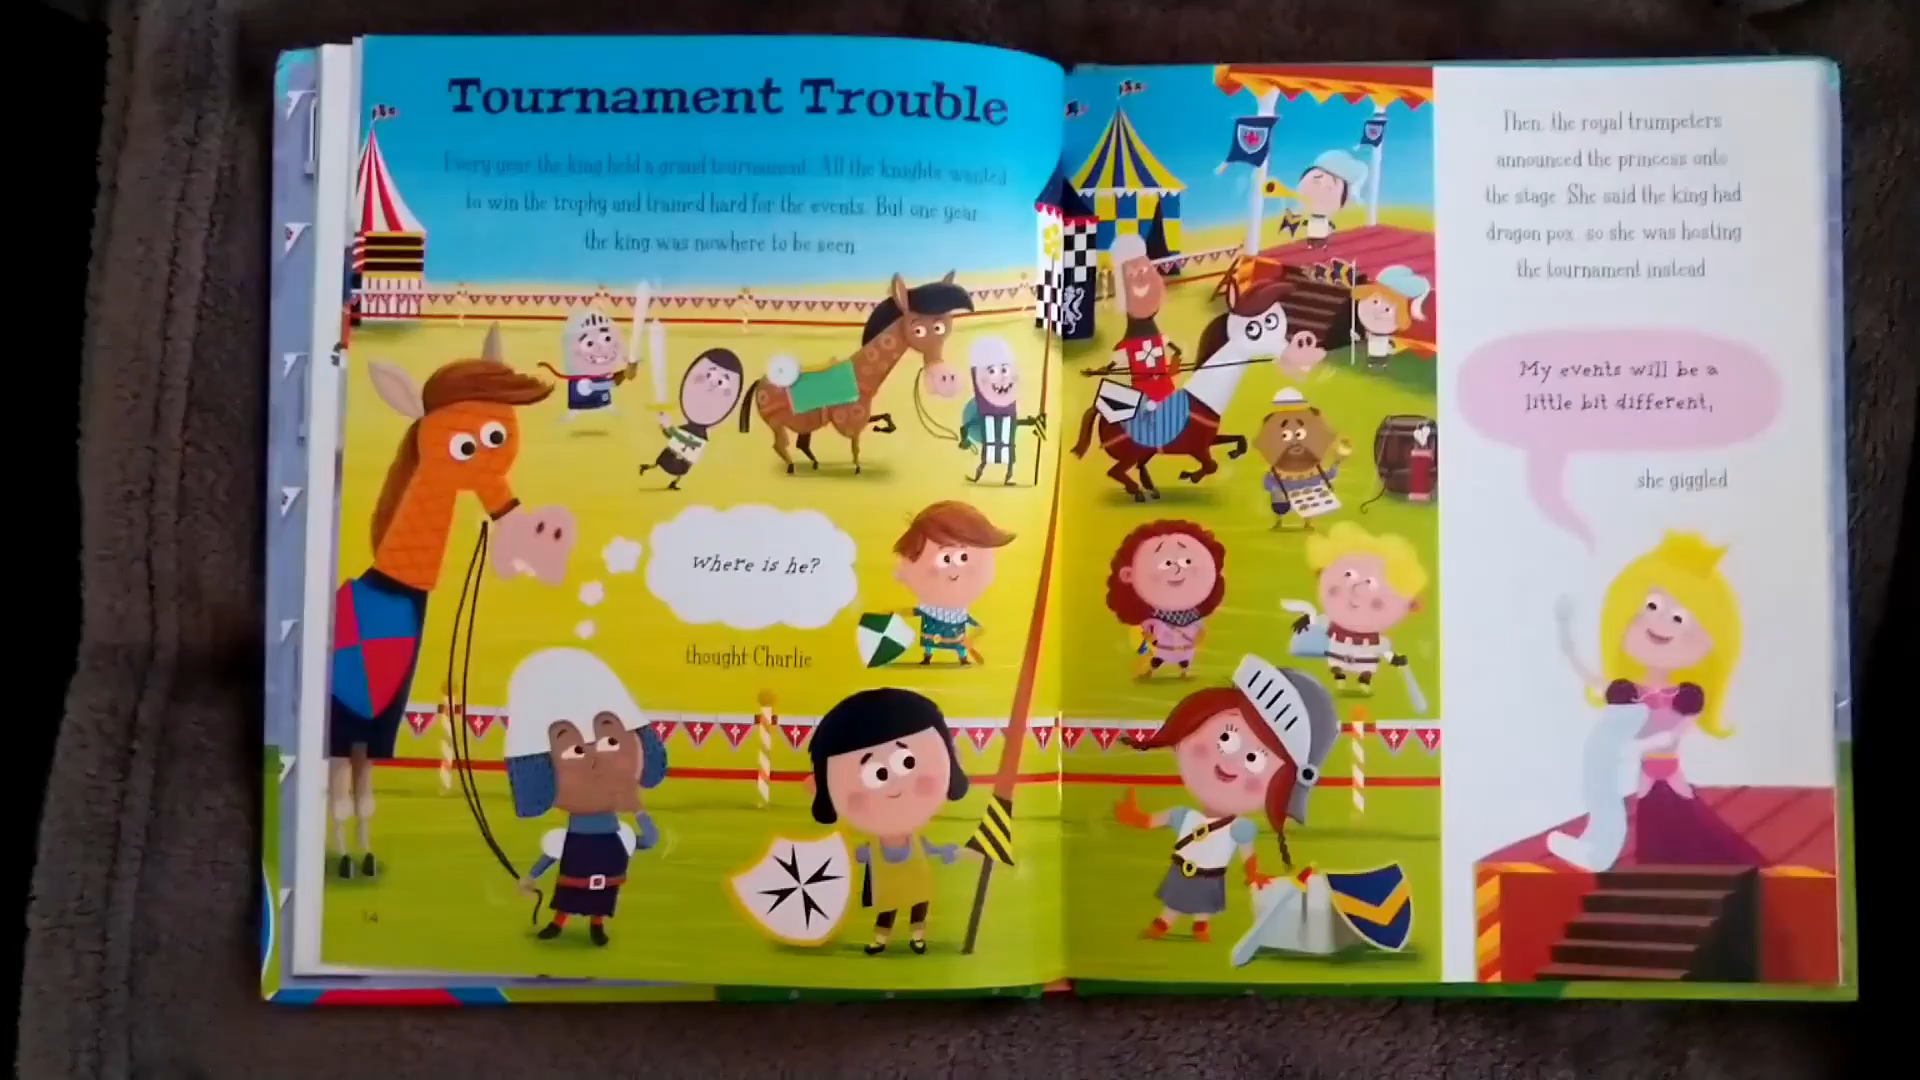 Tournament Trouble
Every year the king held a grand tournament. All the knights wanted
to win the trophy and trained hard for the events. But one year
the king was nowhere to be seen.
Where is he?
thought Charlie.
14
Then, the royal trumpeters
announced the princess onto
the stage. She said the king had
dragon pox, so she was hosting
the tournament instead.
My events will be a
little bit different,
she giggled.